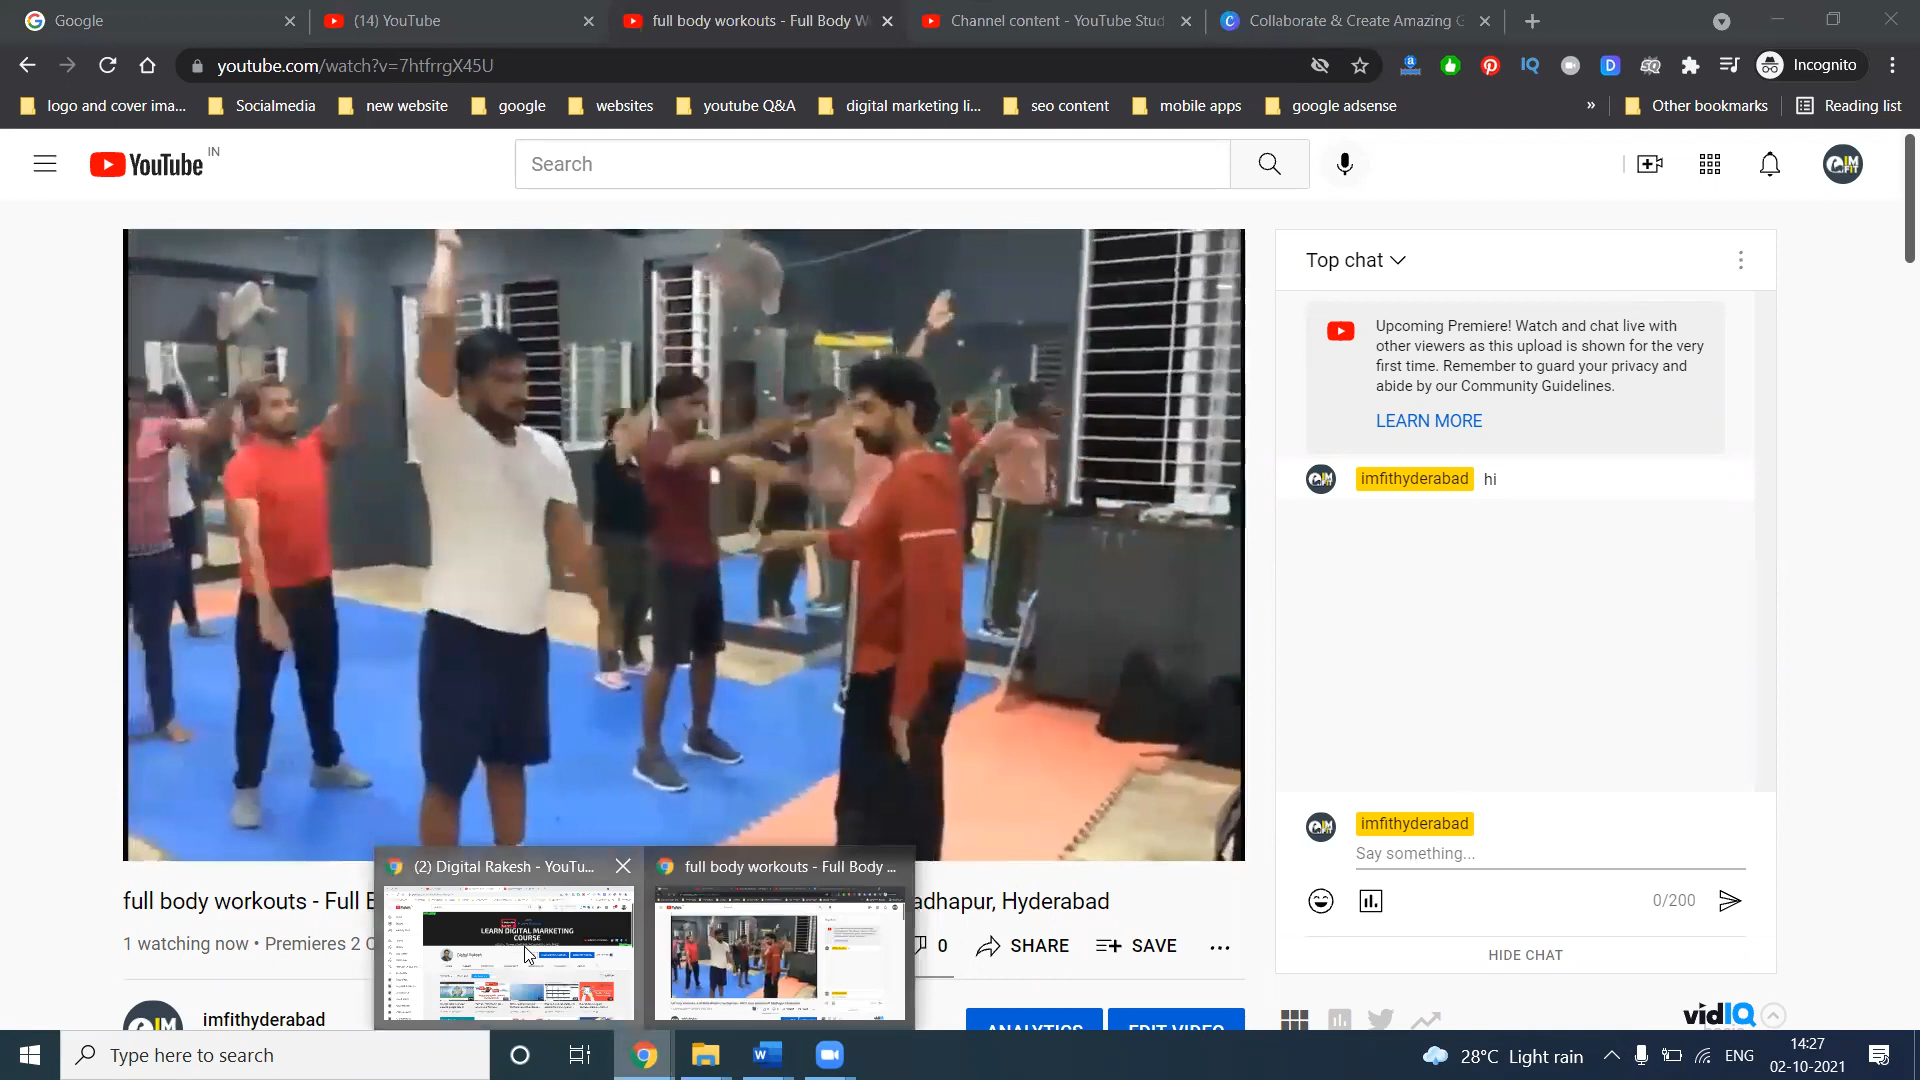 Google
(14) YouTube
full body workouts - Full Body W
Channel content - YouTube Stud
Collaborate & Create Amazing G
youtube.com/watch?v=7htfrrgX45U
Incognito
logo and cover ima...
Socialmedia
new website
google
websites
youtube Q&A
digital marketing li...
seo content
mobile apps
google adsense
»
Other bookmarks
Reading list
YouTube IN
Search
Top chat
Upcoming Premiere! Watch and chat live with
other viewers as this upload is shown for the very
first time. Remember to guard your privacy and
abide by our Community Guidelines.
LEARN MORE
imfithyderabad hi
imfithyderabad
Say something...
0/200
HIDE CHAT
(2) Digital Rakesh - YouTu...
full body workouts - Full Body ...
LEARN DIGITAL MARKETING
COURSE
Digital Rakesh
full body workouts - Full E
adhapur, Hyderabad
1 watching now • Premieres 2 O
0
SHARE
SAVE
imfithyderabad
ANALYTICS
EDIT VIDEO
vidIQ
Type here to search
28°C Light rain
ENG
14:27
02-10-2021